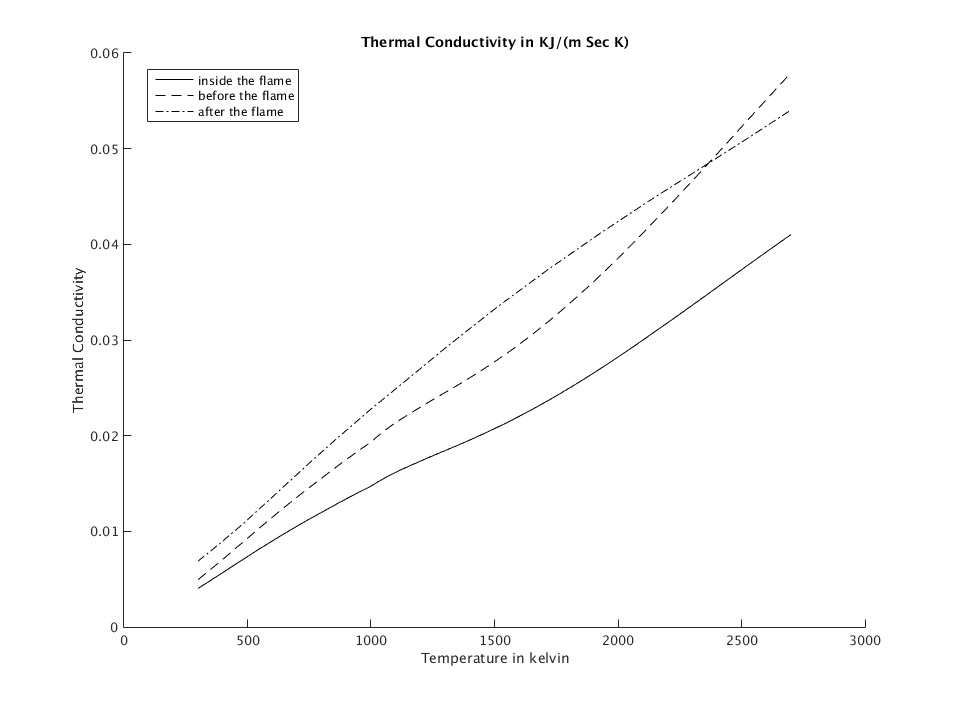 Thermal Conductivity in KJ/(m Sec K)
0.06
inside the flame
before the flame
after the flame
0.05
0.04
Thermal Conductivity
0.03
0.02
0.01
0
0 500 1000 1500 2000 2500 3000
Temperature in kelvin